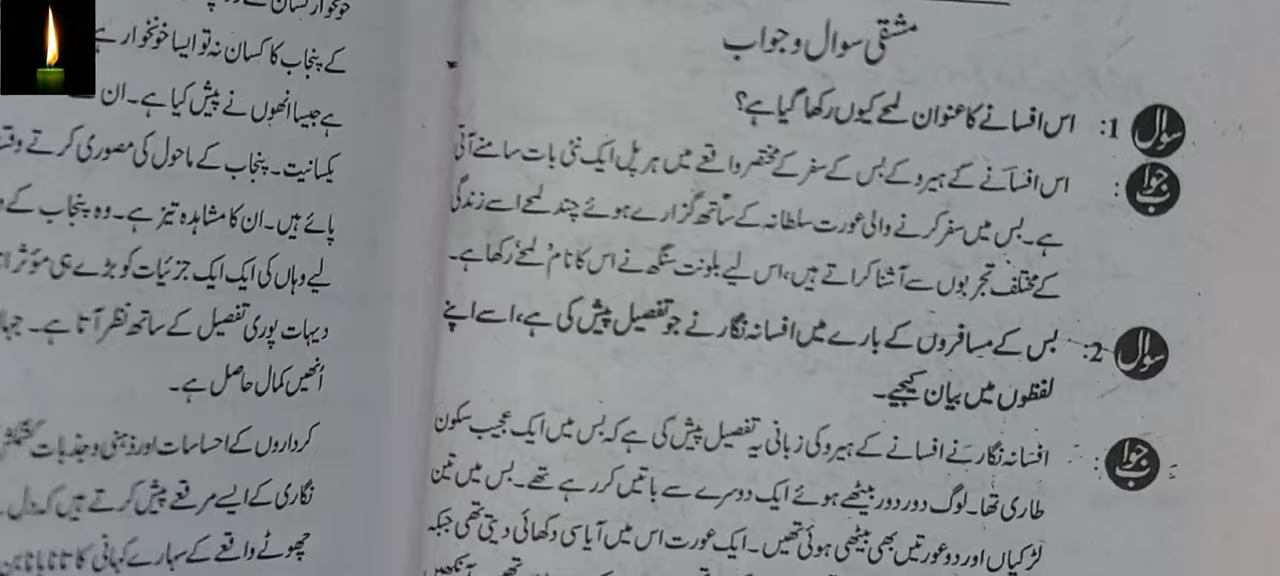 مشقی سوال و جواب
سوال 1: اس افسانے کا عنوان لمحے کیوں رکھا گیا ہے؟
جواب : اس افسانے کے ہیرو کے بس کے سفر کے مختصر واقعے میں ہر پل ایک نئی بات سامنے آتی
ہے۔ بس میں سفر کرنے والی عورت سلطانہ کے ساتھ گزارے ہوئے چند لمحے اسے زندگی
کے مختلف تجربوں سے آشنا کراتے ہیں، اس لیے بلونت سنگھ نے اس کا نام 'لمحے' رکھا ہے۔
سوال 2: بس کے مسافروں کے بارے میں افسانہ نگار نے جو تفصیل پیش کی ہے، اسے اپنے
لفظوں میں بیان کیجیے۔
جواب : افسانہ نگار نے افسانے کے ہیرو کی زبانی یہ تفصیل پیش کی ہے کہ بس میں ایک عجیب سکون
طاری تھا۔ لوگ دور دور بیٹھے ہوئے ایک دوسرے سے باتیں کر رہے تھے۔ بس میں تین
لڑکیاں اور دو عورتیں بھی بیٹھی ہوئی تھیں۔ ایک عورت اس میں آیا سی دکھائی دیتی تھی جبکہ
کے پنجاب کا کسان نہ تو ایسا خونخوار ہے
ہے جیسا انھوں نے پیش کیا ہے۔ ان
یکسانیت۔ پنجاب کے ماحول کی مصوری کرتے وقت
پائے ہیں۔ ان کا مشاہدہ تیز ہے۔ وہ پنجاب کے
لیے وہاں کی ایک ایک جزئیات کو بڑے ہی مؤثر
دیہات پوری تفصیل کے ساتھ نظر آتا ہے۔
اُنھیں کمال حاصل ہے۔
کرداروں کے احساسات اور ذہنی و جذبات
نگاری کے ایسے مرقعے پیش کرتے ہیں کہ دل
چھوٹے واقعے کے سہارے کہانی کا تانا بانا